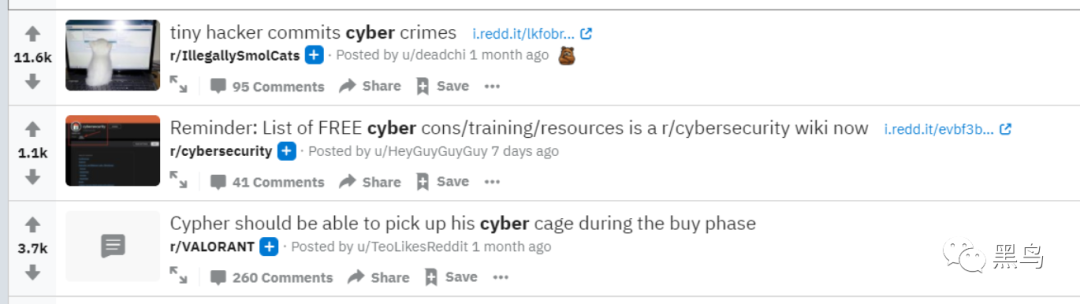 tiny hacker commits cyber crimes i.redd.it/lkfobr...
11.6k
r/IllegallySmolCats + · Posted by u/deadchi 1 month ago
95 Comments Share Save ...
Reminder: List of FREE cyber cons/training/resources is a r/cybersecurity wiki now i.redd.it/evbf3b...
1.1k
r/cybersecurity + · Posted by u/HeyGuyGuyGuy 7 days ago
41 Comments Share Save ...
Cypher should be able to pick up his cyber cage during the buy phase
3.7k
r/VALORANT + · Posted by u/TeoLikesReddit 1 month ago
260 Comments Share Save ...
黑鸟